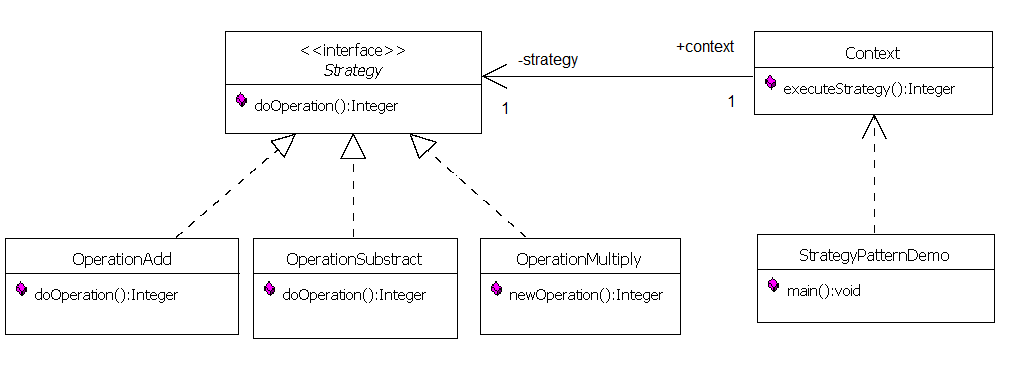 <<interface>>
Strategy
doOperation():Integer
-strategy
1
+context
1
Context
executeStrategy():Integer
OperationAdd
doOperation():Integer
OperationSubstract
doOperation():Integer
OperationMultiply
newOperation():Integer
StrategyPatternDemo
main():void